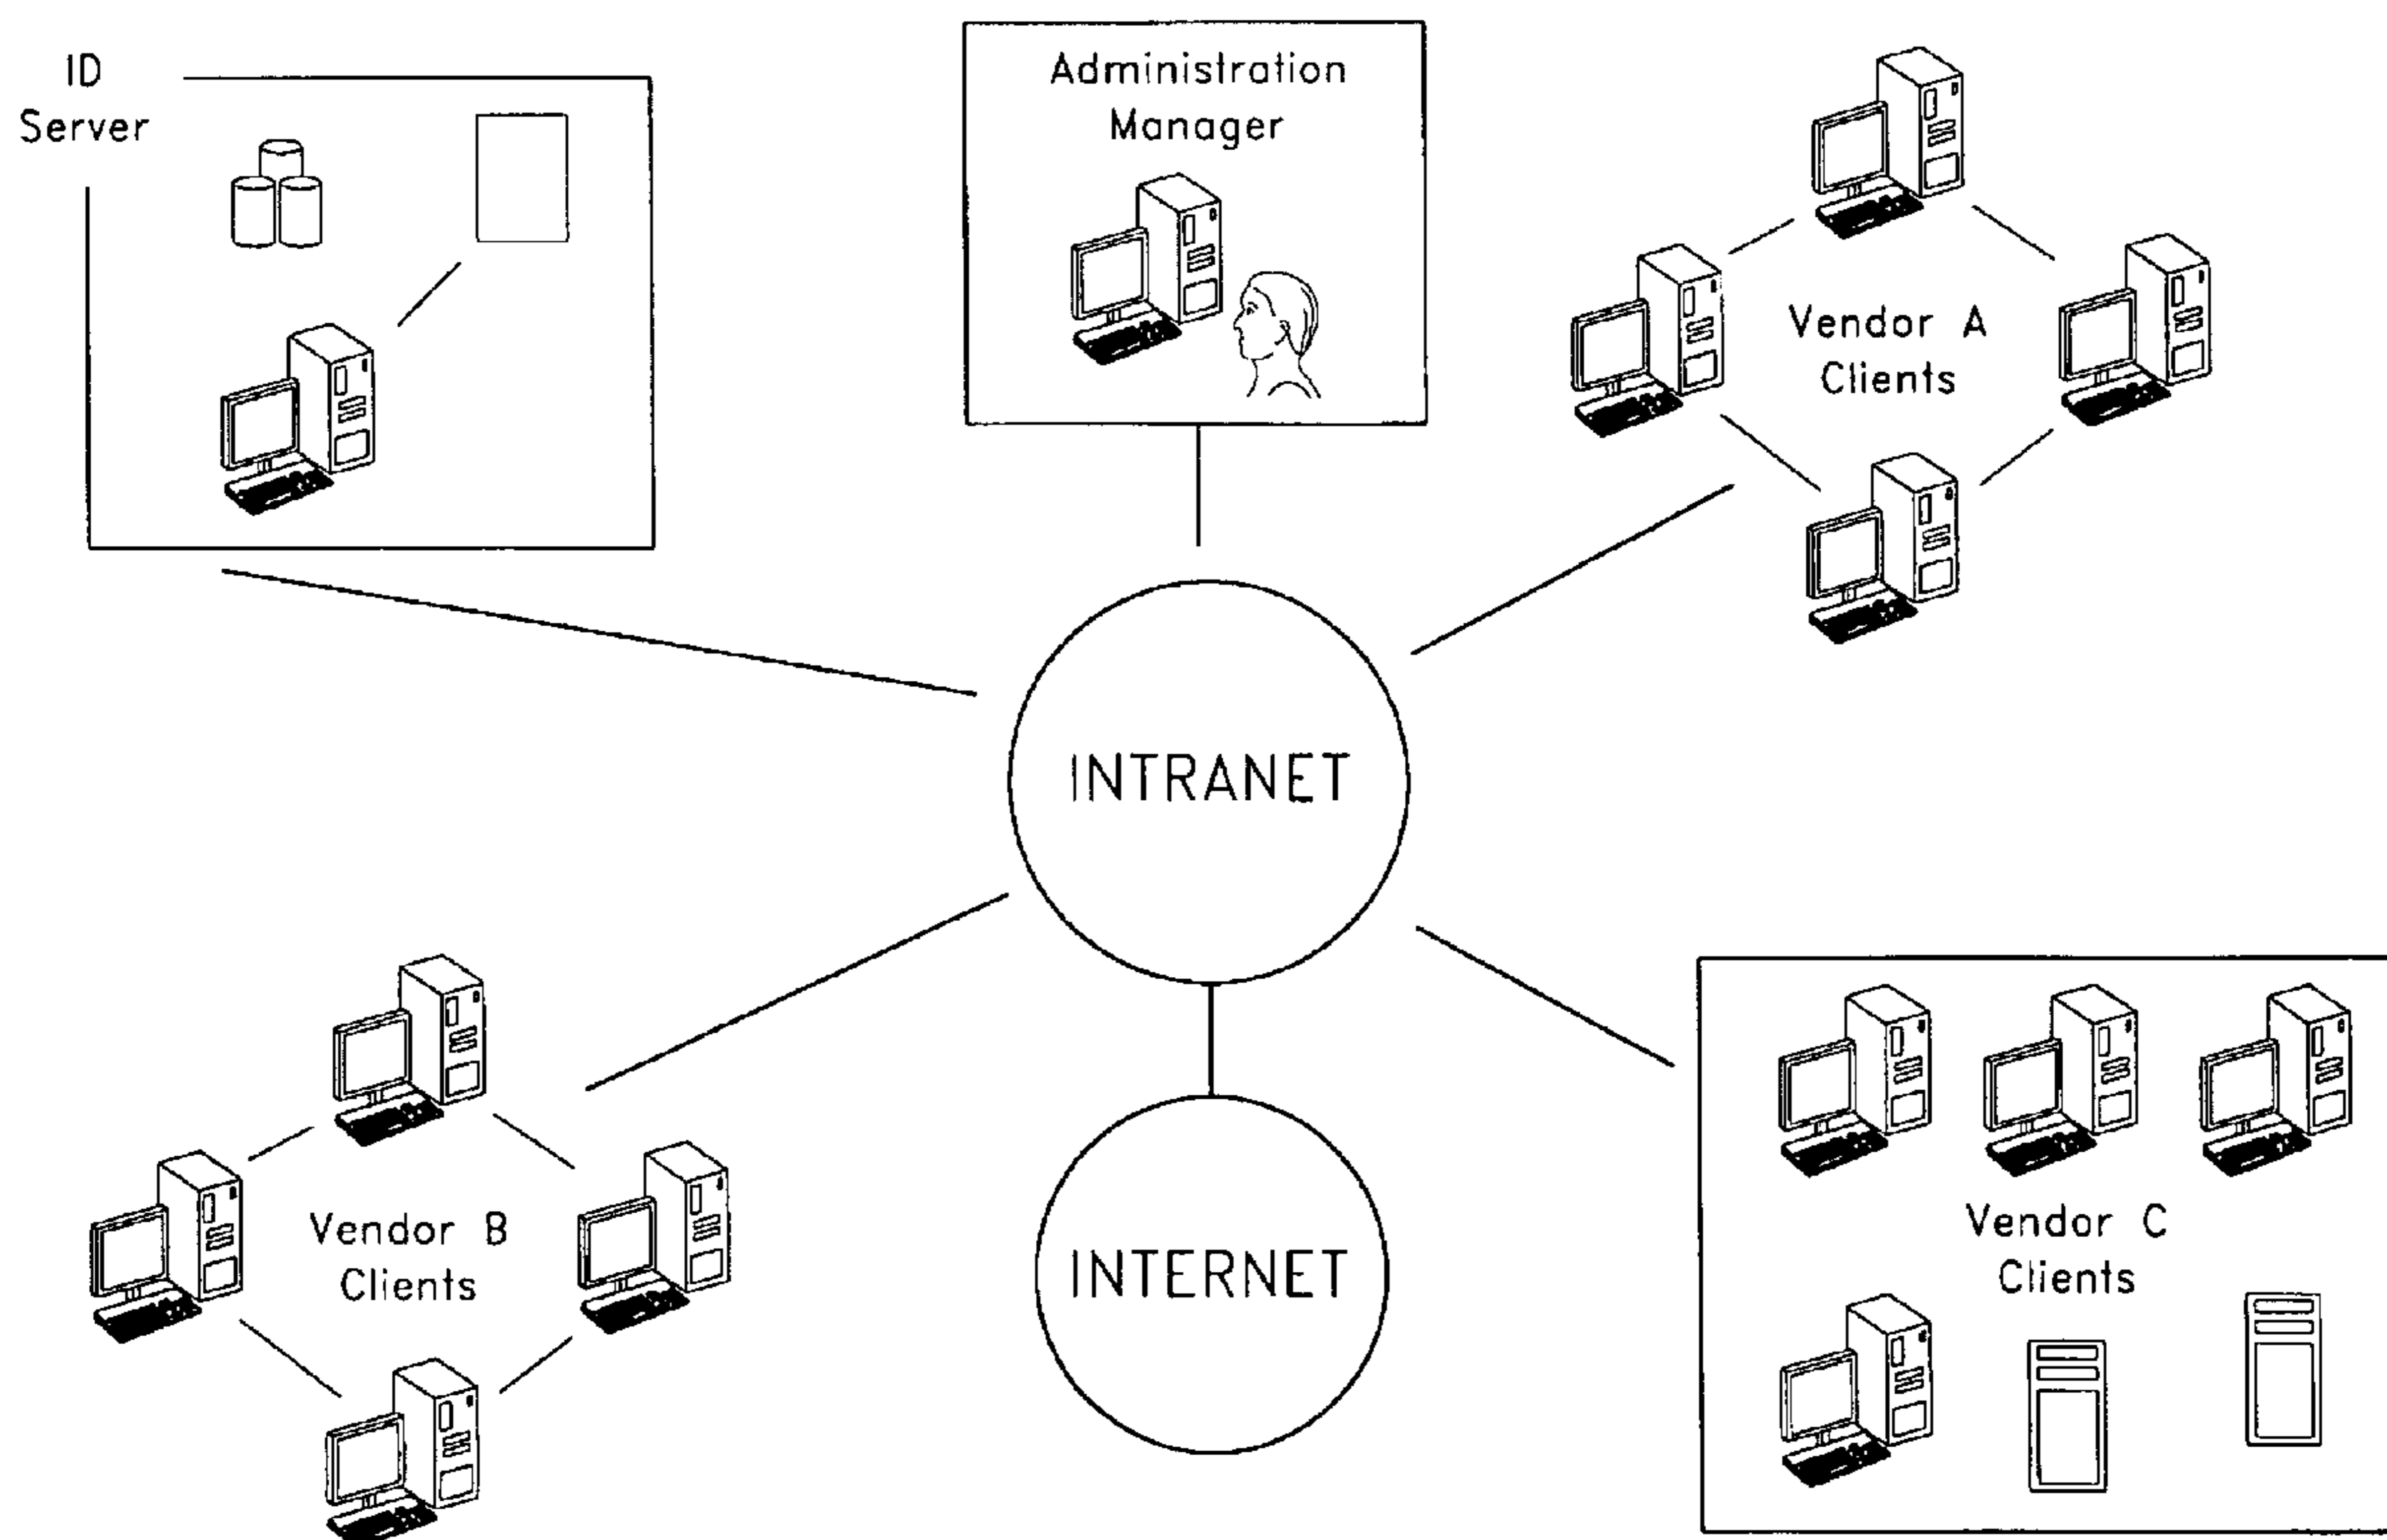 ID
Server
Administration
Manager
Vendor A
Clients
INTRANET
Vendor B
Clients
INTERNET
Vendor C
Clients